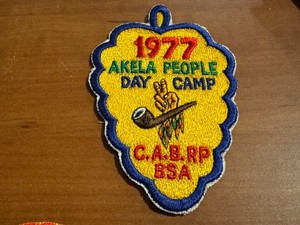 1977
AKELA PEOPLE
DAY CAMP
C.A.B.RP
BSA